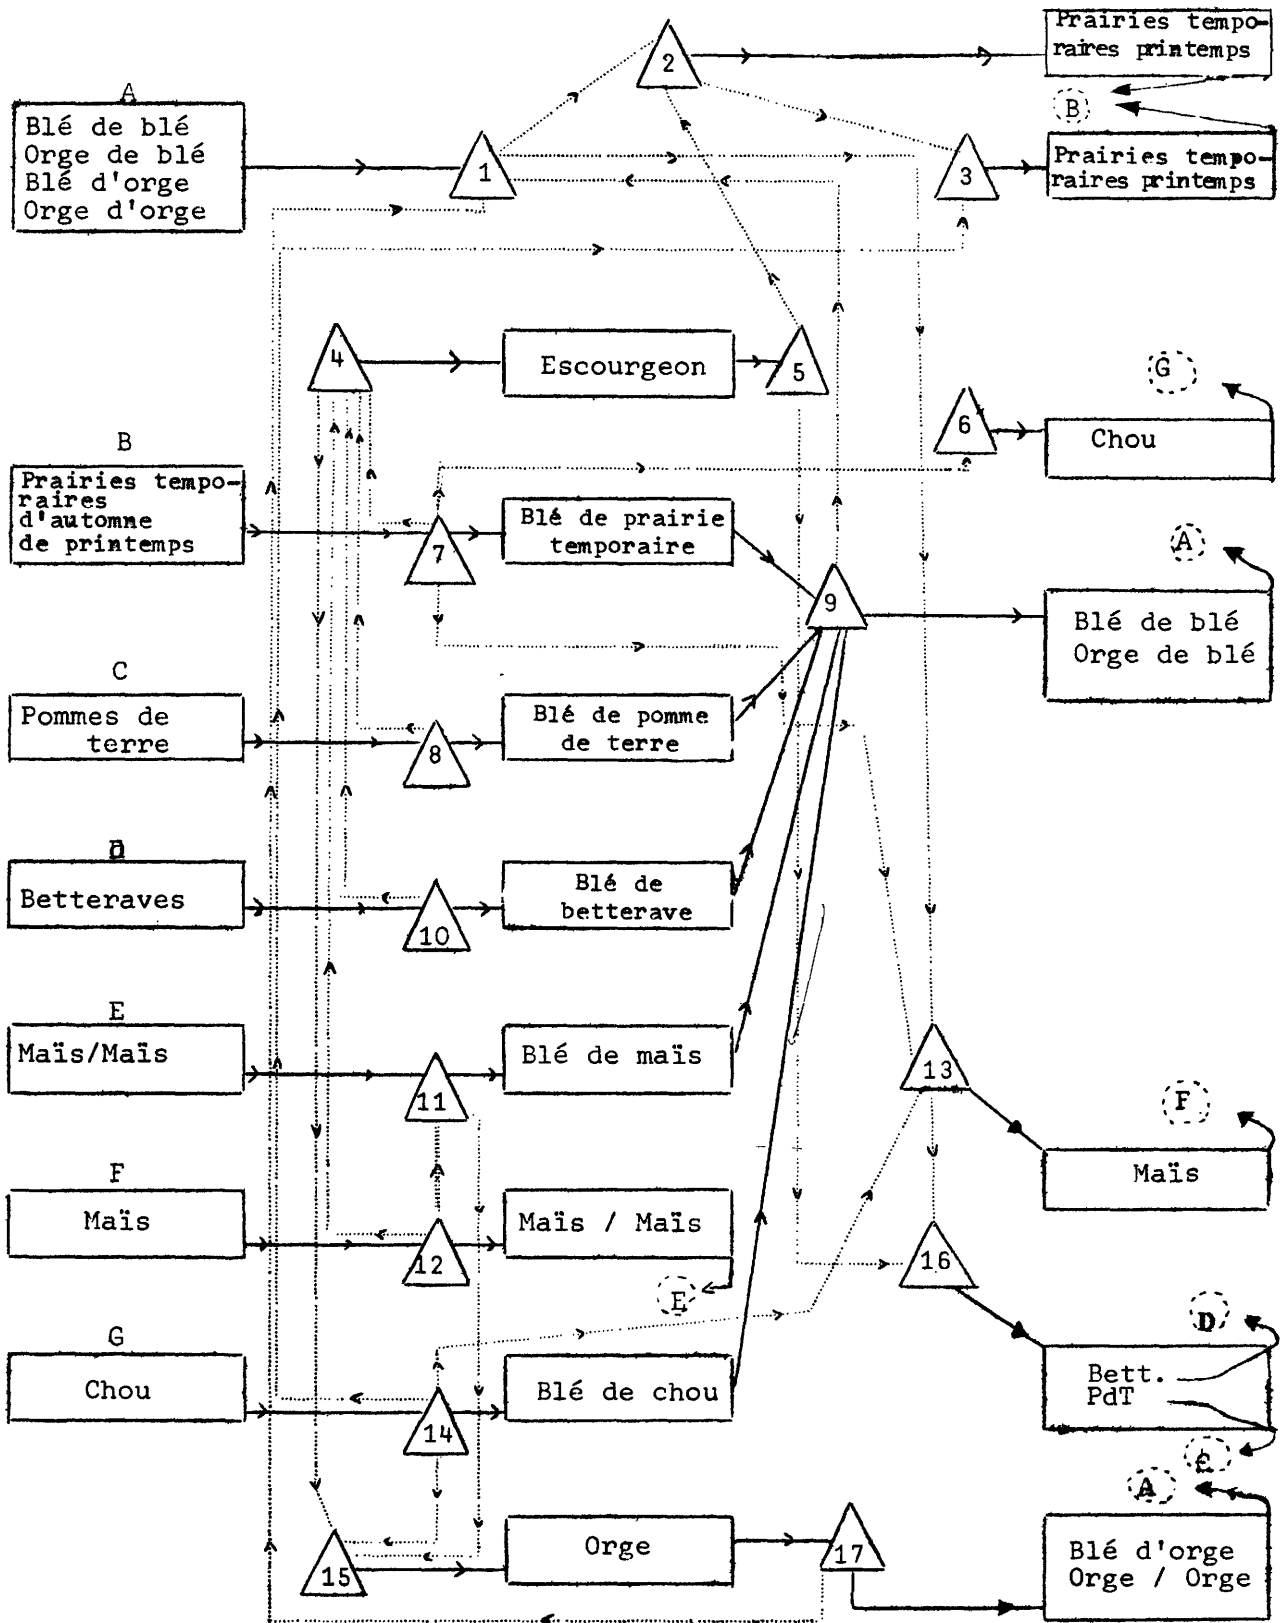 2
Prairies tempo-
raires printemps
A
B
Blé de blé
Orge de blé
Blé d'orge
Orge d'orge
1
3
Prairies tempo-
raires printemps
4
Escourgeon
5
G
6
Chou
B
Prairies tempo-
raires
d'automne
de printemps
7
Blé de prairie
temporaire
A
9
Blé de blé
Orge de blé
C
Pommes de
terre
8
Blé de pomme
de terre
D
Betteraves
10
Blé de
betterave
E
Maïs/Maïs
11
Blé de maïs
13
F
Maïs
F
Maïs
12
Maïs / Maïs
E
16
D
G
Chou
14
Blé de chou
Bett.
PdT
C
A
15
Orge
17
Blé d'orge
Orge / Orge